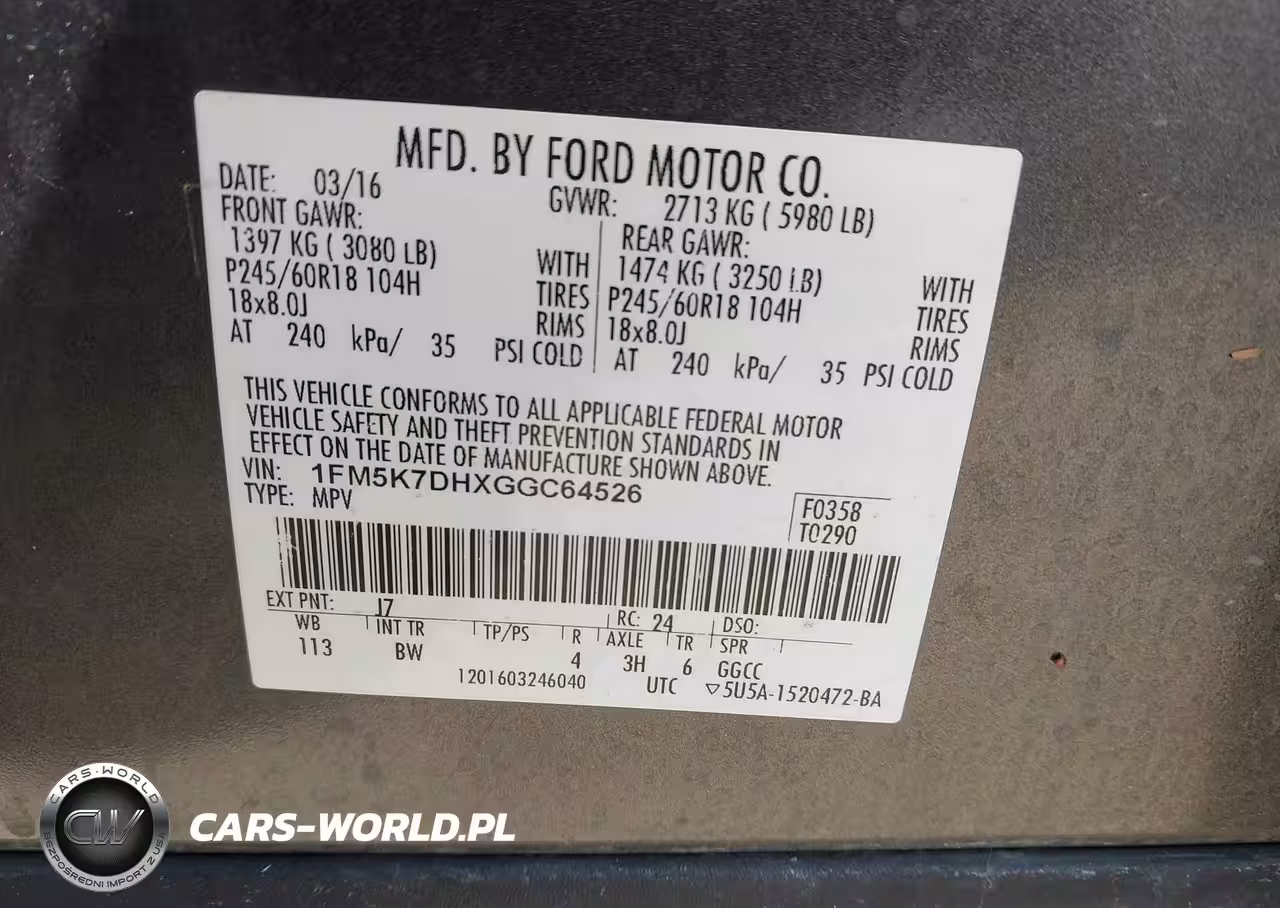 MFD. BY FORD MOTOR CO.
DATE: 03/16 GVWR: 2713 KG ( 5980 LB)
FRONT GAWR: REAR GAWR:
1397 KG ( 3080 LB) WITH 1474 KG ( 3250 LB) WITH
P245/60R18 104H TIRES P245/60R18 104H TIRES
18x8.0J RIMS 18x8.0J RIMS
AT 240 kPa/ 35 PSI COLD AT 240 kPa/ 35 PSI COLD
THIS VEHICLE CONFORMS TO ALL APPLICABLE FEDERAL MOTOR
VEHICLE SAFETY AND THEFT PREVENTION STANDARDS IN
EFFECT ON THE DATE OF MANUFACTURE SHOWN ABOVE.
VIN: 1FM5K7DHXGGC64526
TYPE: MPV
F0358
T0290
EXT PNT: J7 RC: 24 DSO:
WB INT TR TP/PS R AXLE TR SPR
113 BW 4 3H 6 GGCC
1201603246040 UTC ▽5U5A-1520472-BA
CARS-WORLD
CW
BEZPOŚREDNI IMPORT Z USA
CARS-WORLD.PL